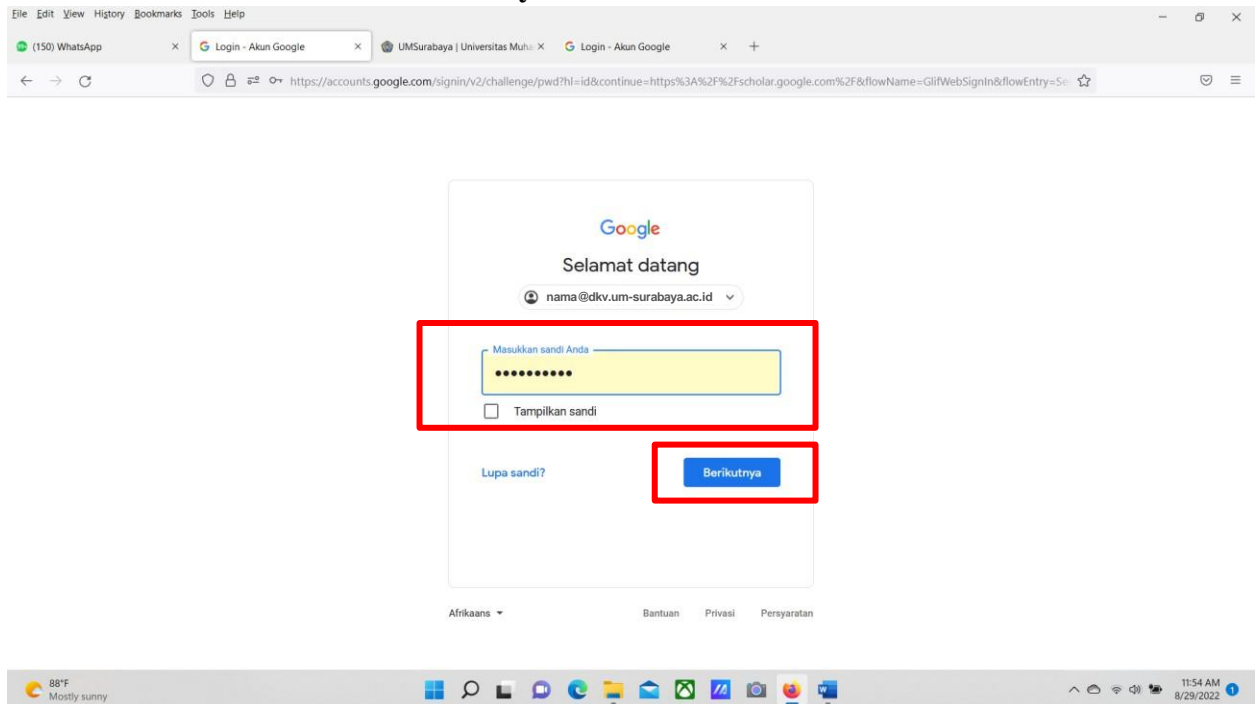 File Edit View History Bookmarks Tools Help
(150) WhatsApp
Login - Akun Google
UMSurabaya | Universitas Muha
Login - Akun Google
https://accounts.google.com/signin/v2/challenge/pwd?hl=id&continue=https%3A%2F%2Fscholar.google.com%2F&flowName=GlifWebSignIn&flowEntry=Se
Google
Selamat datang
nama@dkv.um-surabaya.ac.id
Masukkan sandi Anda
Tampilkan sandi
Lupa sandi?
Berikutnya
Afrikaans
Bantuan Privasi Persyaratan
88°F
Mostly sunny
11:54 AM
8/29/2022
1